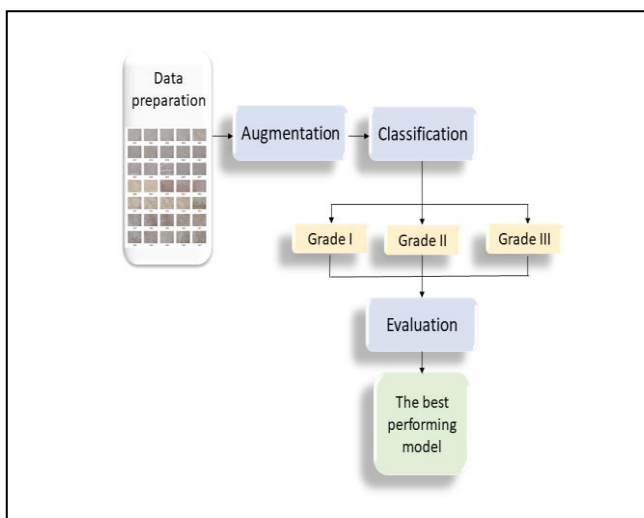 Data
preparation
Augmentation
Classification
Grade I
Grade II
Grade III
Evaluation
The best
performing
model